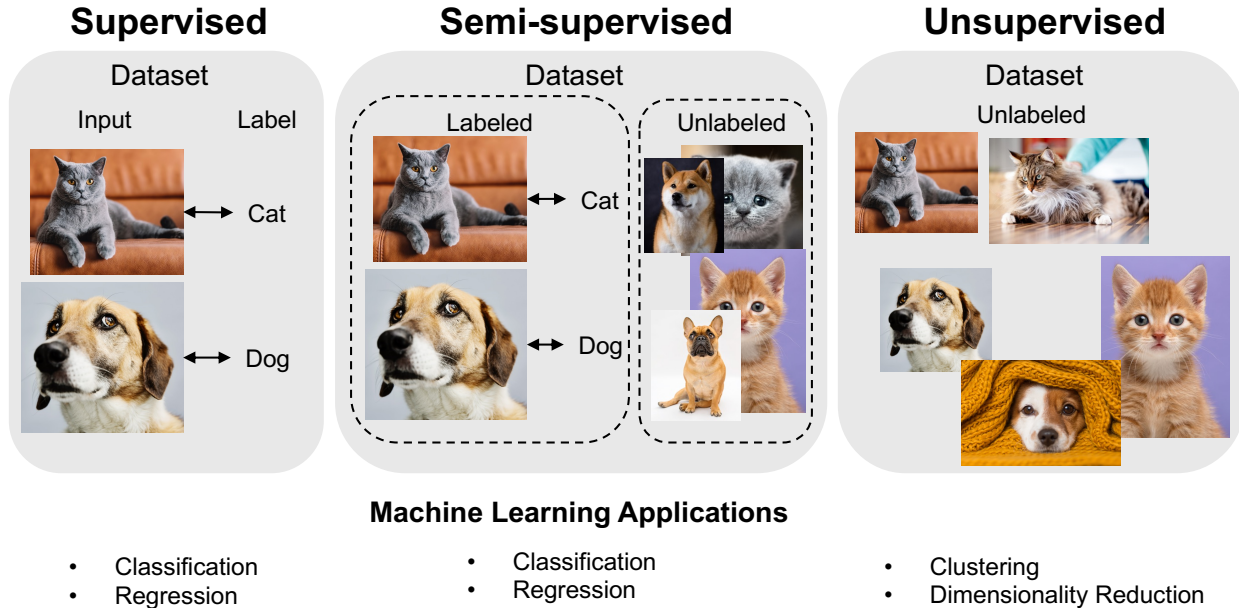 Supervised
Dataset
Input Label
Cat
Dog
Semi-supervised
Dataset
Labeled
Unlabeled
Cat
Dog
Unsupervised
Dataset
Unlabeled
Machine Learning Applications
• Classification
• Regression
• Classification
• Regression
• Clustering
• Dimensionality Reduction